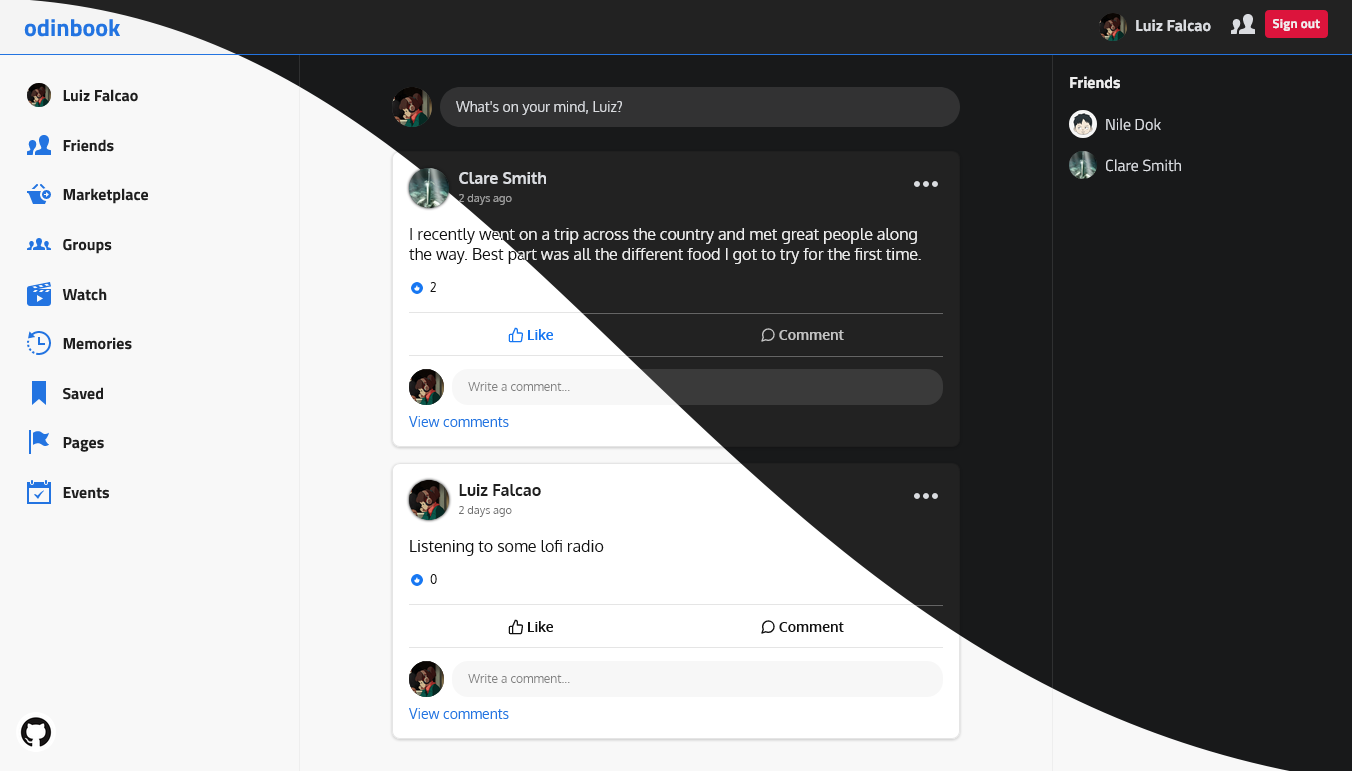 odinbook
Luiz Falcao
Sign out
Luiz Falcao
Friends
Marketplace
Groups
Watch
Memories
Saved
Pages
Events
What's on your mind, Luiz?
Clare Smith
2 days ago
I recently went on a trip across the country and met great people along
the way. Best part was all the different food I got to try for the first time.
2
Like
Comment
Write a comment...
View comments
Luiz Falcao
2 days ago
Listening to some lofi radio
0
Like
Comment
Write a comment...
View comments
Friends
Nile Dok
Clare Smith